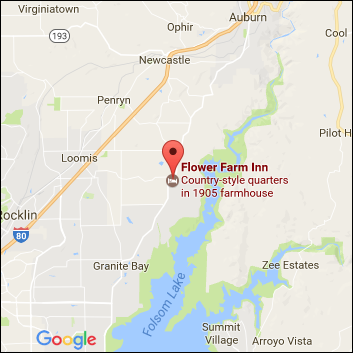 Virginiatown
Ophir
Auburn
193
Cool
Newcastle
Penryn
Pilot H
Loomis
Flower Farm Inn
Country-style quarters
in 1905 farmhouse
Rocklin
80
Granite Bay
Zee Estates
Folsom Lake
Google
Summit
Village
Arroyo Vista